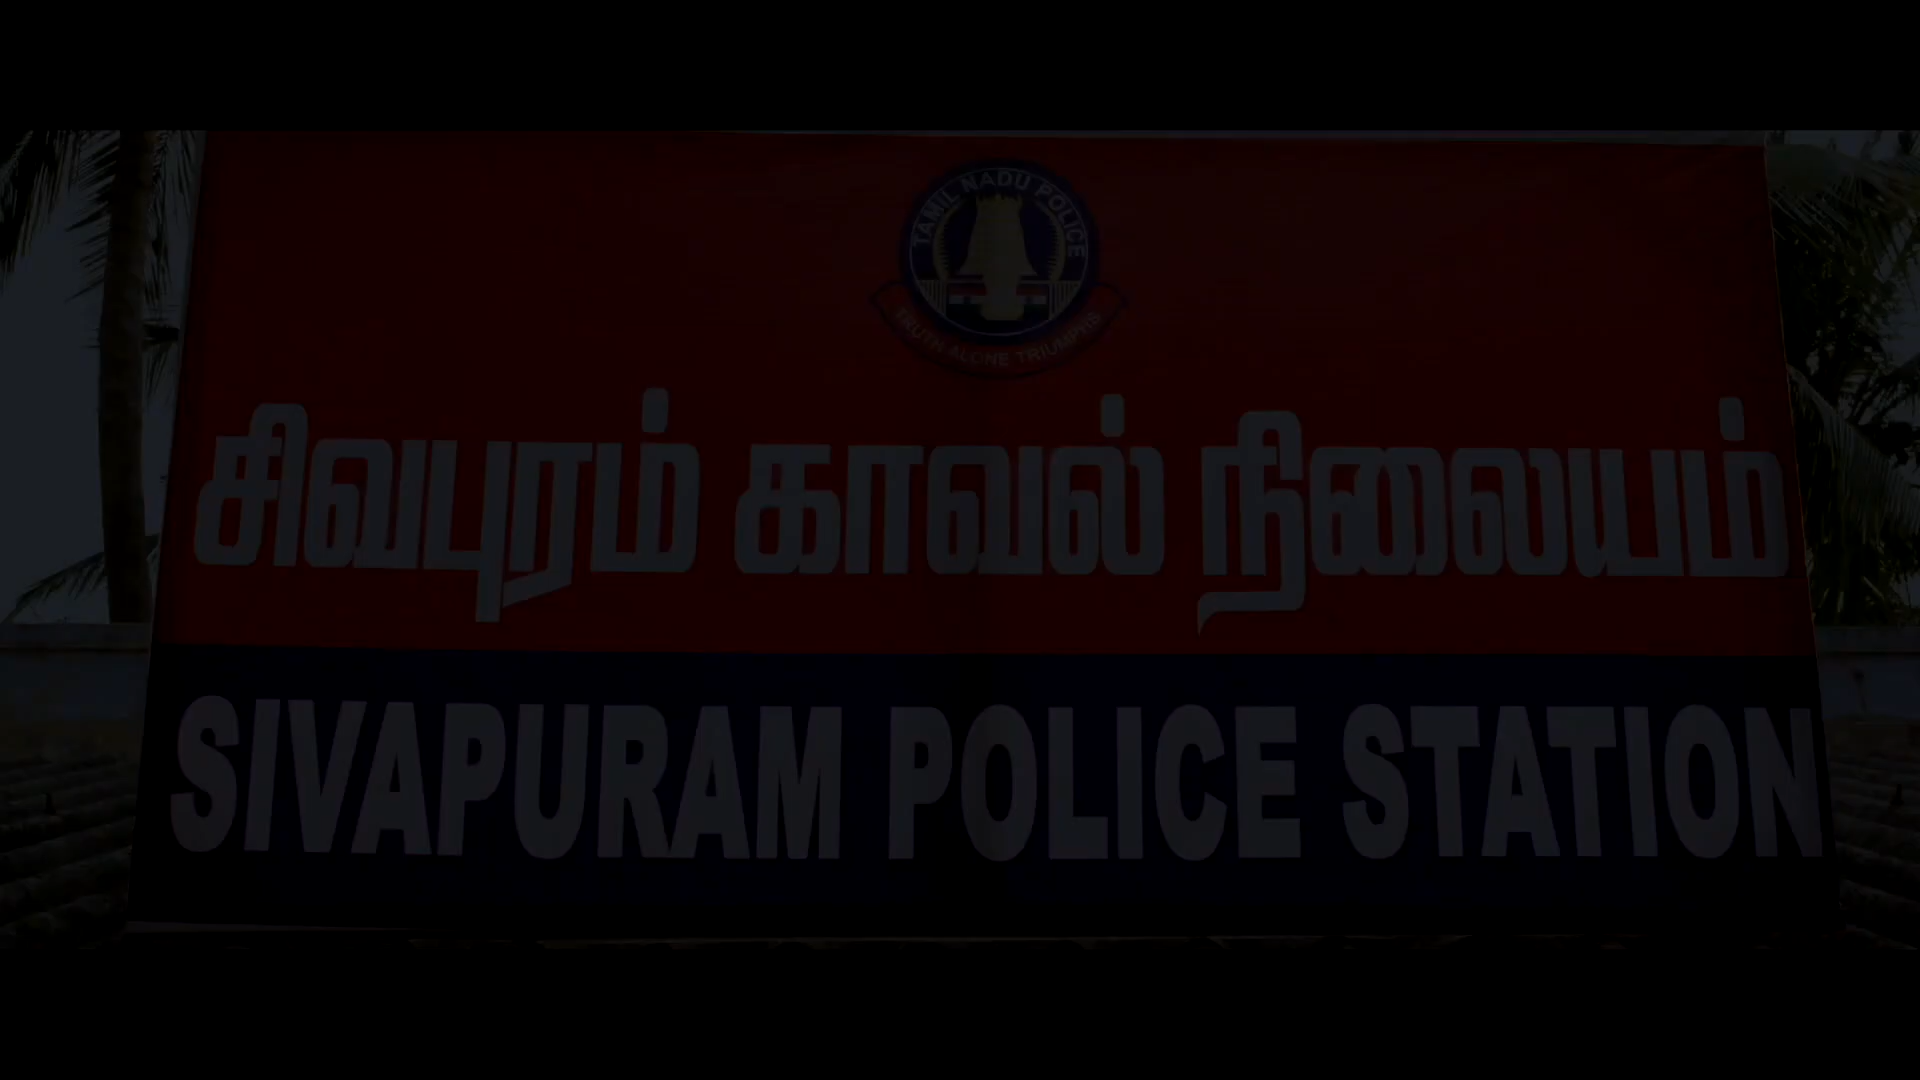 TAMIL NADU POLICE
TRUTH ALONE TRIUMPHS
சிவபுரம் காவல் நிலையம்
SIVAPURAM POLICE STATION